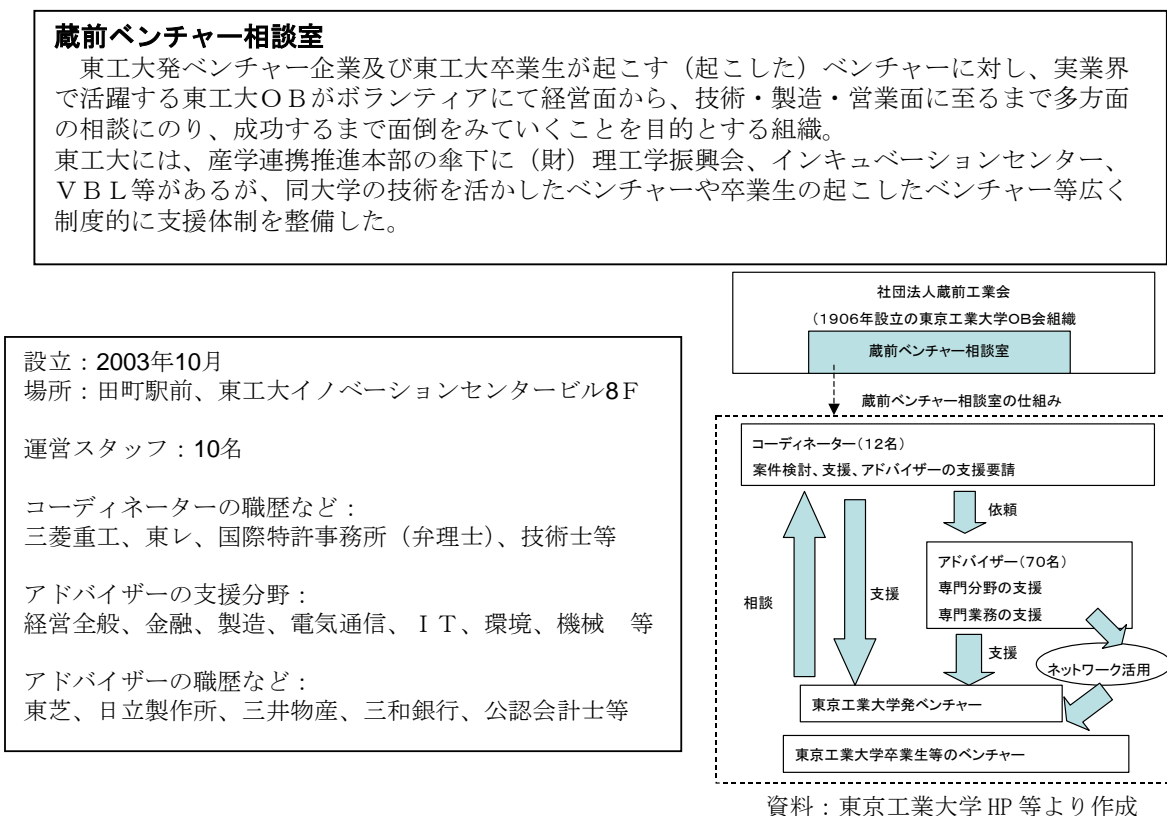 蔵前ベンチャー相談室
　東工大発ベンチャー企業及び東工大卒業生が起こす（起こした）ベンチャーに対し、実業界
で活躍する東工大ＯＢがボランティアにて経営面から、技術・製造・営業面に至るまで多方面
の相談にのり、成功するまで面倒をみていくことを目的とする組織。
東工大には、産学連携推進本部の傘下に（財）理工学振興会、インキュベーションセンター、
ＶＢＬ等があるが、同大学の技術を活かしたベンチャーや卒業生の起こしたベンチャー等広く
制度的に支援体制を整備した。
設立：2003年10月
場所：田町駅前、東工大イノベーションセンタービル8Ｆ
運営スタッフ：10名
コーディネーターの職歴など：
三菱重工、東レ、国際特許事務所（弁理士）、技術士等
アドバイザーの支援分野：
経営全般、金融、製造、電気通信、ＩＴ、環境、機械　等
アドバイザーの職歴など：
東芝、日立製作所、三井物産、三和銀行、公認会計士等
社団法人蔵前工業会
（1906年設立の東京工業大学OB会組織
蔵前ベンチャー相談室
蔵前ベンチャー相談室の仕組み
コーディネーター（12名）
案件検討、支援、アドバイザーの支援要請
依頼
アドバイザー（70名）
専門分野の支援
専門業務の支援
相談
支援
支援
ネットワーク活用
東京工業大学発ベンチャー
東京工業大学卒業生等のベンチャー
資料：東京工業大学 HP 等より作成